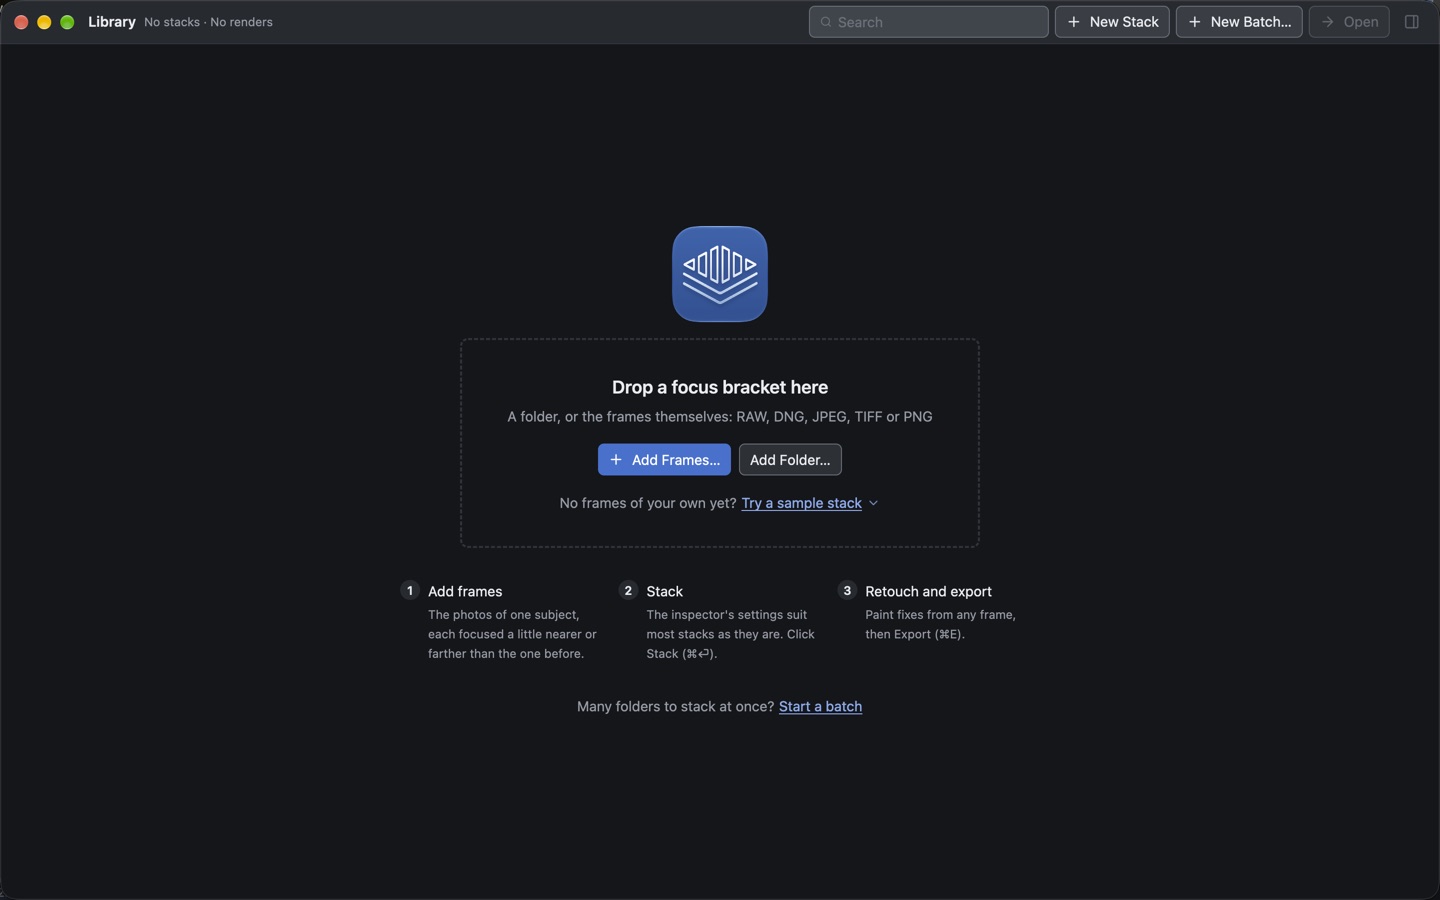 Library No stacks · No renders
Search
New Stack
New Batch...
Open
Drop a focus bracket here
A folder, or the frames themselves: RAW, DNG, JPEG, TIFF or PNG
Add Frames...
Add Folder...
No frames of your own yet? Try a sample stack
1 Add frames
The photos of one subject,
each focused a little nearer or
farther than the one before.
2 Stack
The inspector's settings suit
most stacks as they are. Click
Stack (⌘⏎).
3 Retouch and export
Paint fixes from any frame,
then Export (⌘E).
Many folders to stack at once? Start a batch